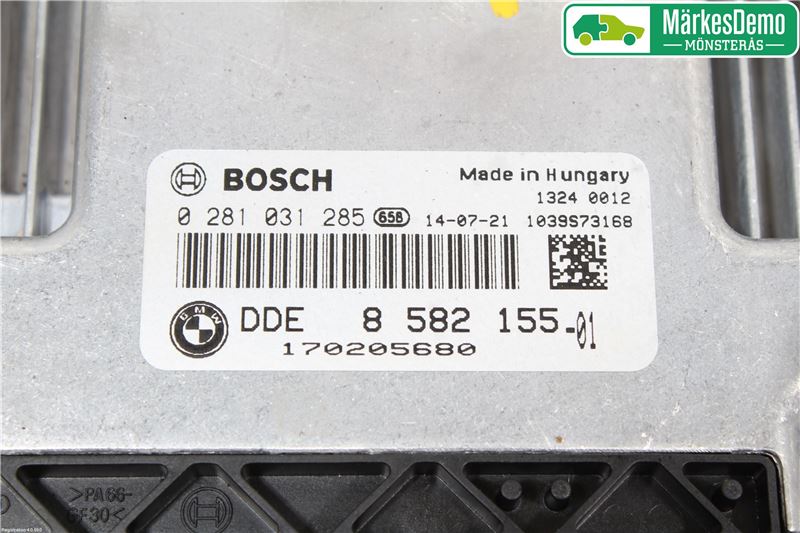 MärkesDemo
MÖNSTERÅS
BOSCH
Made in Hungary
1324 0012
0 281 031 285 658 14-07-21 1039S73168
BMW
DDE 8 582 155-01
170205680
>PA66-
GF30<